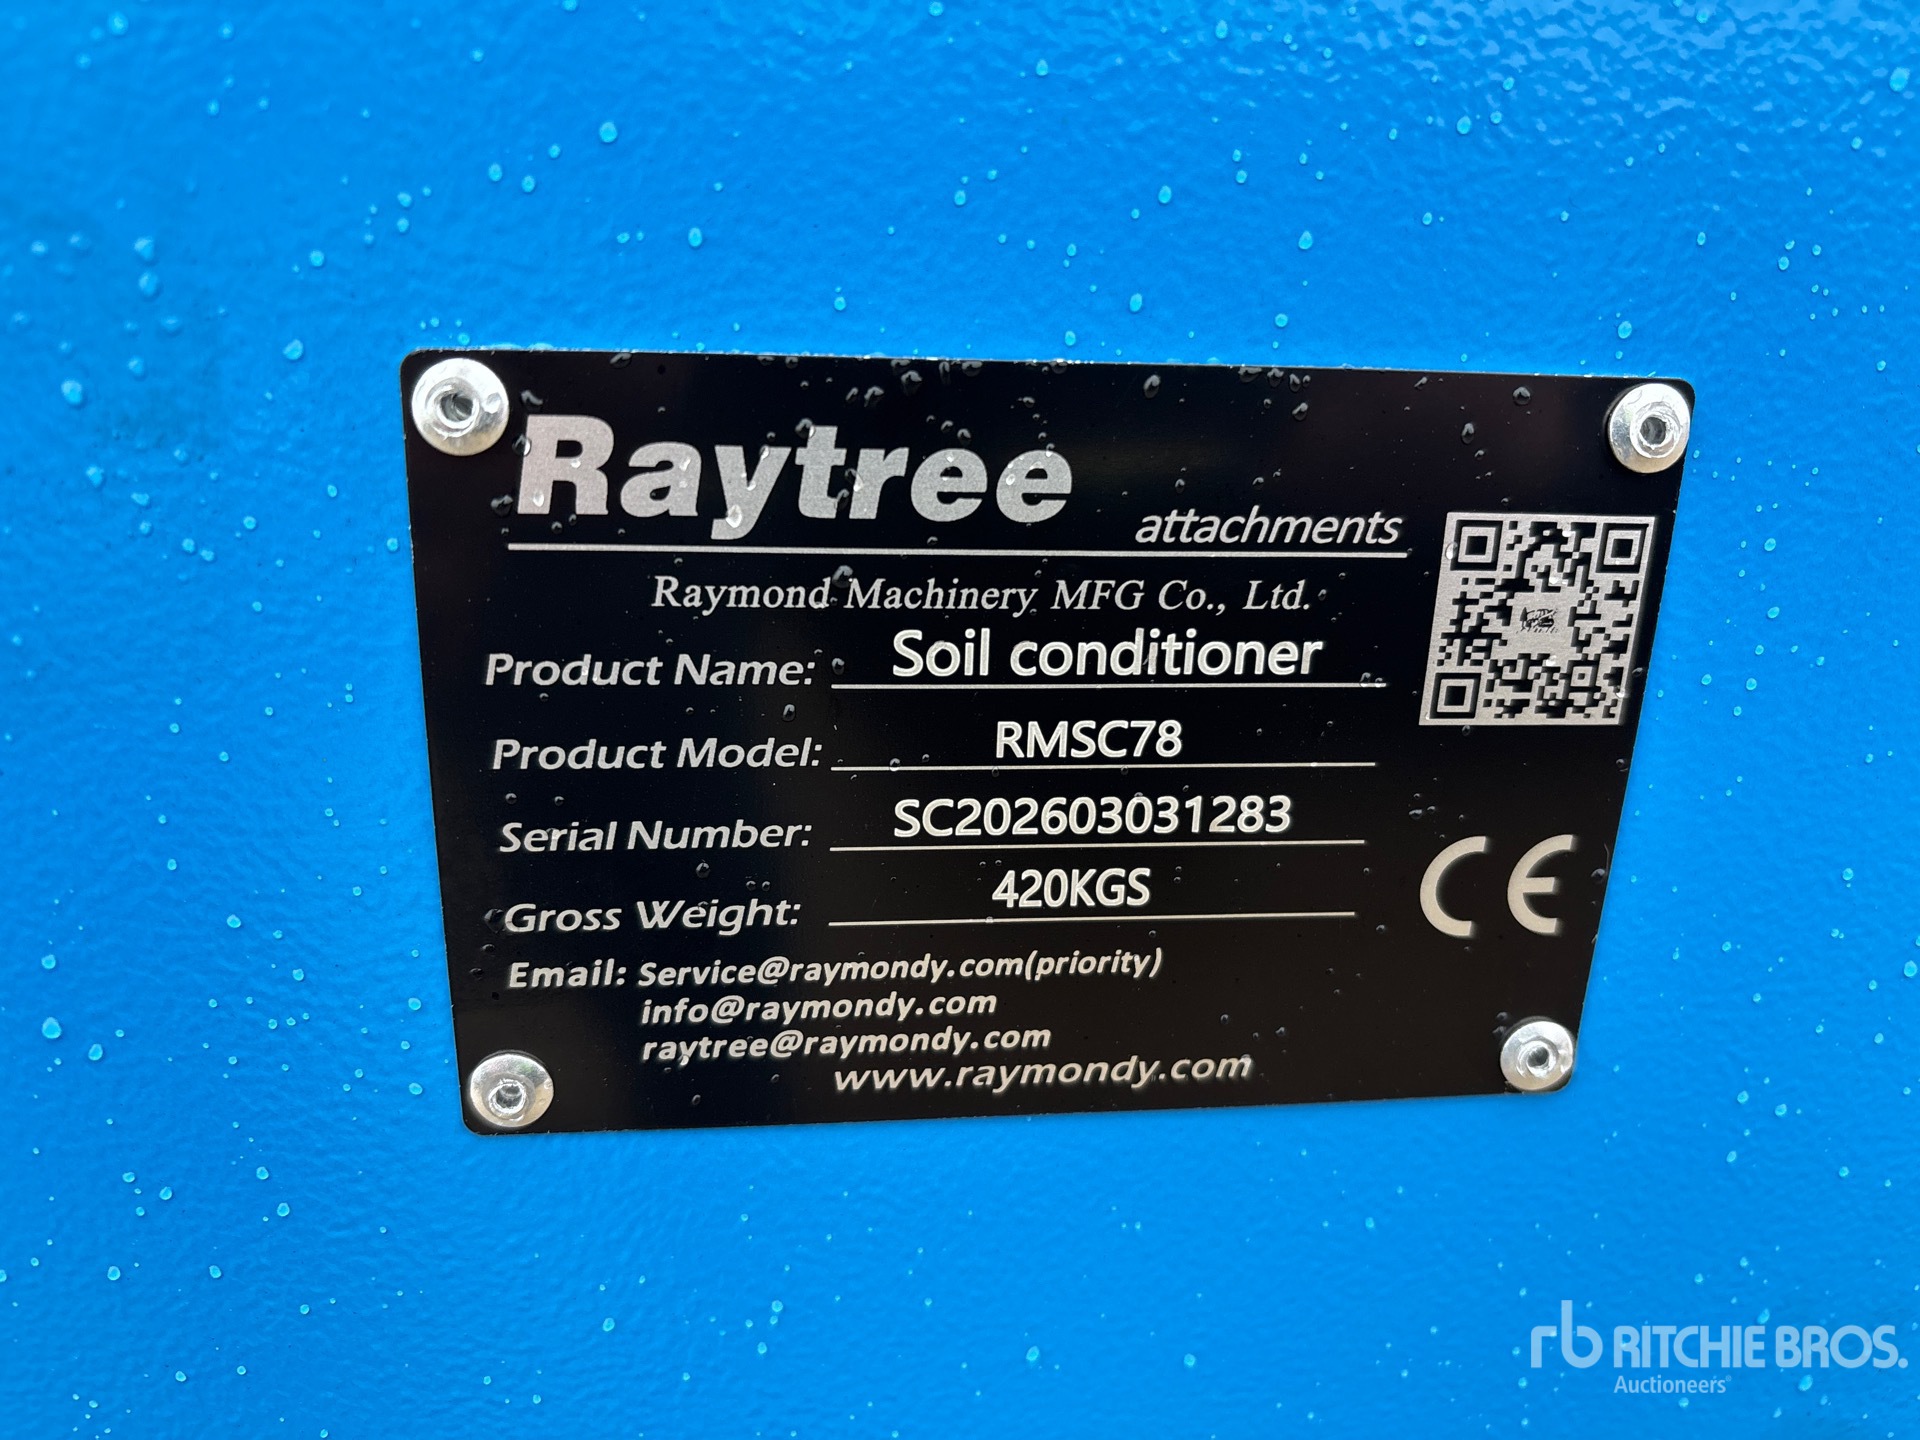 Raytree
attachments
Raymond Machinery MFG Co., Ltd.
Product Name: Soil conditioner
Product Model: RMSC78
Serial Number: SC202603031283
Gross Weight: 420KGS
CE
Email: Service@raymondy.com(priority)
info@raymondy.com
raytree@raymondy.com
www.raymondy.com
rb RITCHIE BROS.
Auctioneers